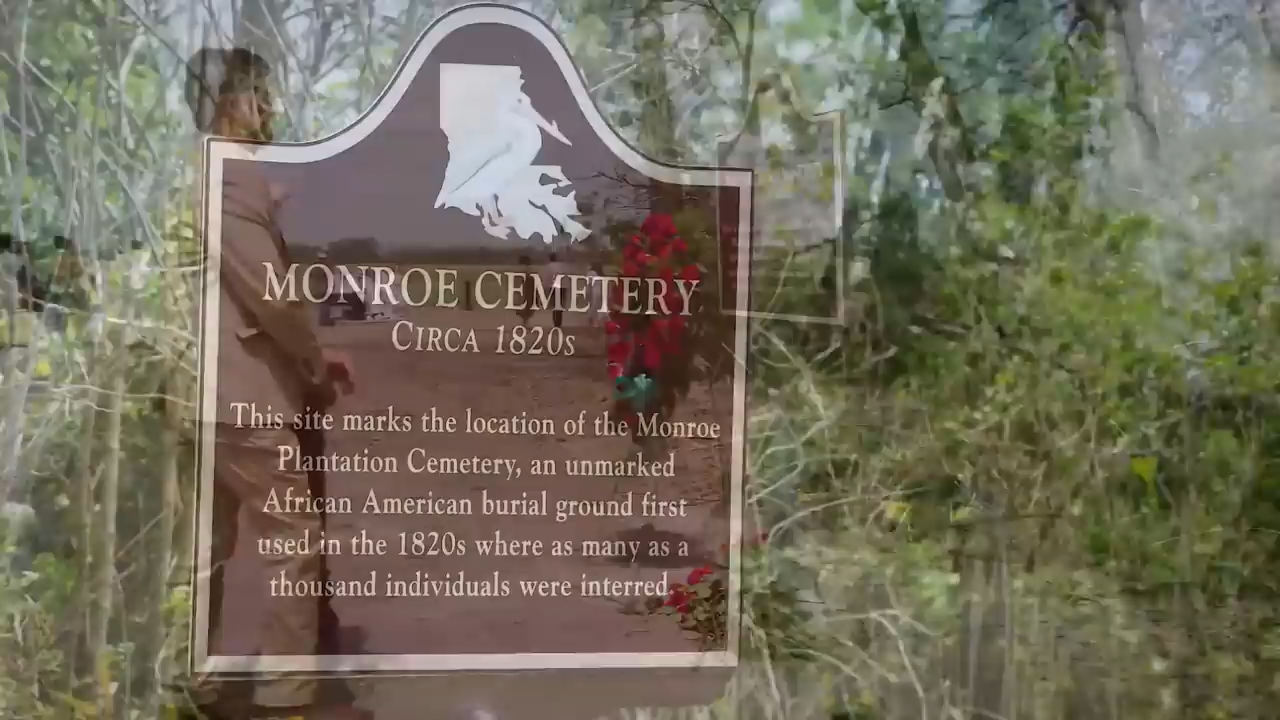 MONROE CEMETERY
CIRCA 1820s
This site marks the location of the Monroe
Plantation Cemetery, an unmarked
African American burial ground first
used in the 1820s where as many as a
thousand individuals were interred.